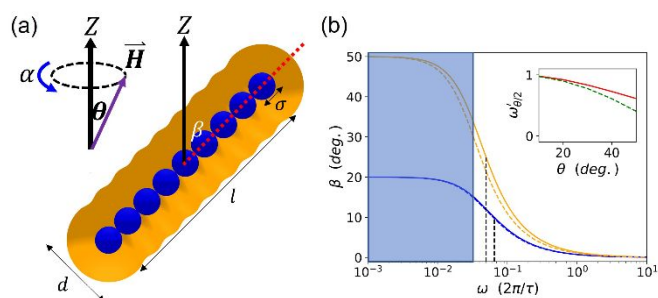 (a)
Z
H
α
θ
Z
β
σ
l
d
(b)
50
40
30
20
10
0
β (deg.)
10⁻³
10⁻²
10⁻¹
10⁰
10¹
ω (2π/τ)
1
0
ω'θ/2
20
40
θ (deg.)